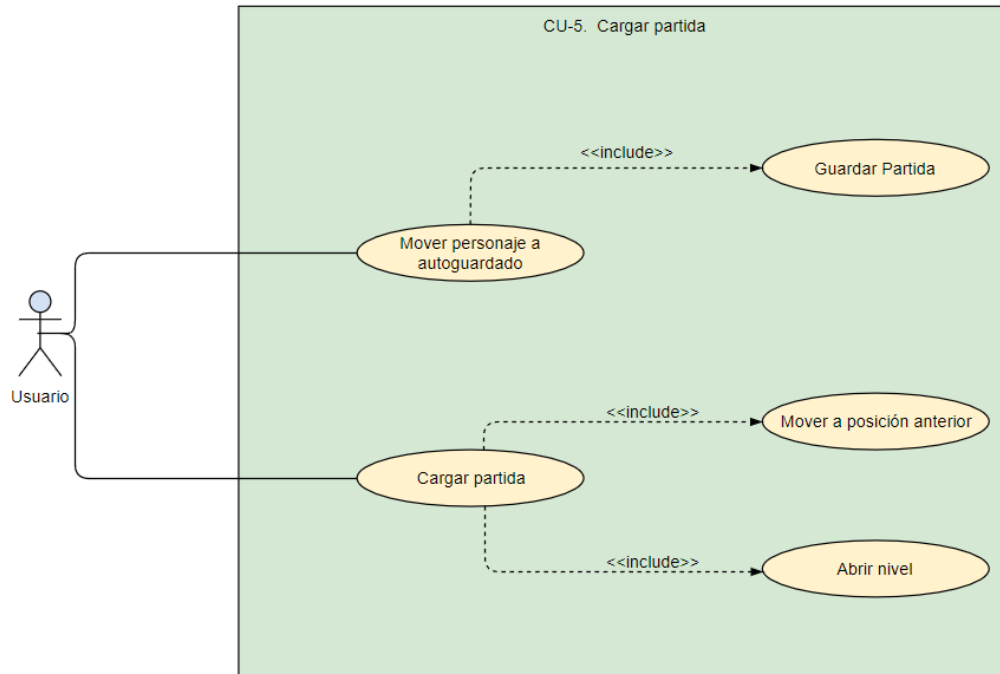 CU-5. Cargar partida
<<include>>
Guardar Partida
Mover personaje a
autoguardado
Usuario
<<include>>
Mover a posición anterior
Cargar partida
<<include>>
Abrir nivel